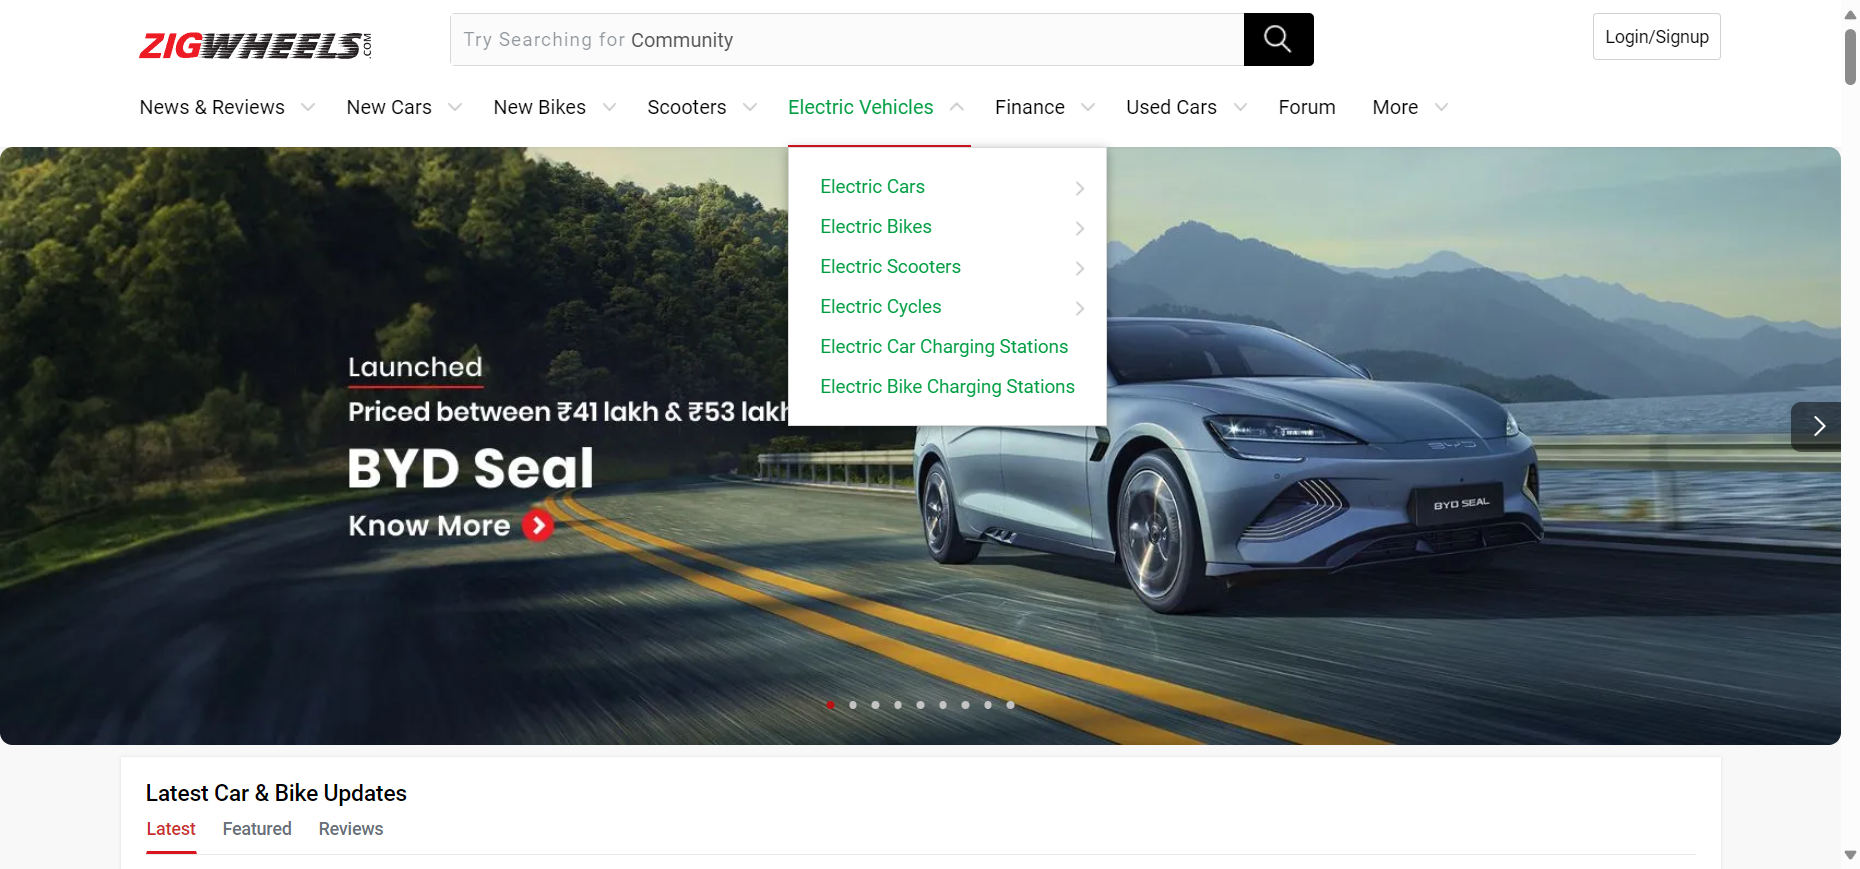 ZIGWHEELS.COM
Try Searching for Community
Login/Signup
News & Reviews
New Cars
New Bikes
Scooters
Electric Vehicles
Finance
Used Cars
Forum
More
Electric Cars
Electric Bikes
Electric Scooters
Electric Cycles
Electric Car Charging Stations
Electric Bike Charging Stations
Launched
Priced between ₹41 lakh & ₹53 lakh
BYD Seal
Know More
BYD
BYD SEAL
Latest Car & Bike Updates
Latest
Featured
Reviews